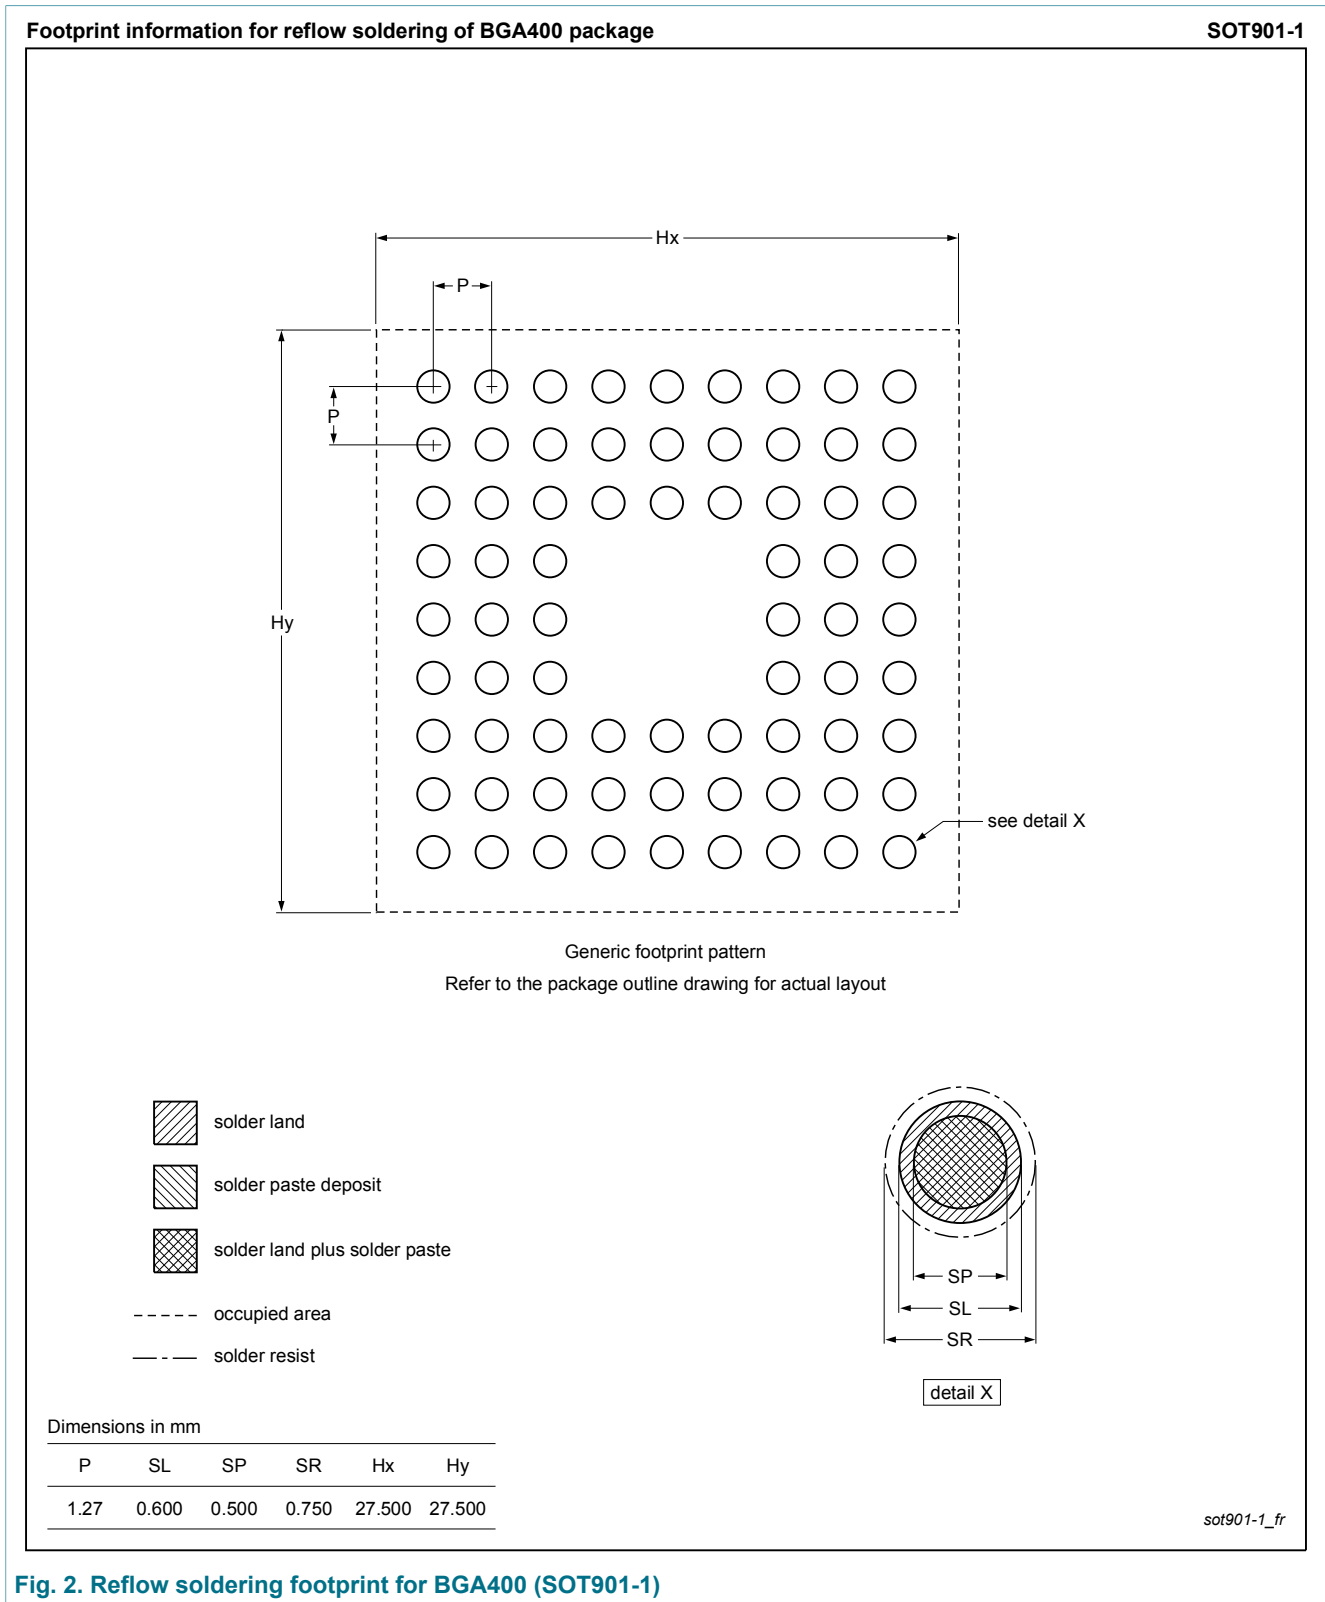 Footprint information for reflow soldering of BGA400 package SOT901-1
Hx
P
P
Hy
see detail X
Generic footprint pattern
Refer to the package outline drawing for actual layout
solder land
solder paste deposit
solder land plus solder paste
occupied area
solder resist
SP
SL
SR
detail X
Dimensions in mm
P SL SP SR Hx Hy
1.27 0.600 0.500 0.750 27.500 27.500
sot901-1_fr
Fig. 2. Reflow soldering footprint for BGA400 (SOT901-1)